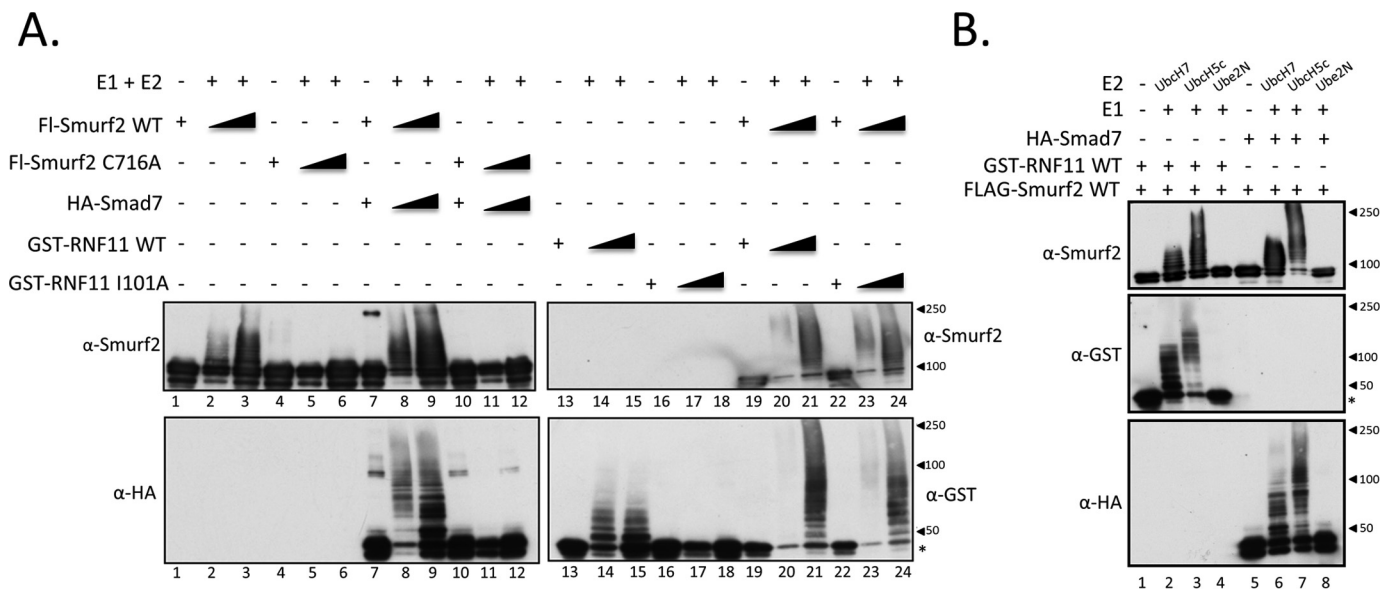 A.
E1 + E2 - + + - + + - + + - + + - + + - + + - + + - + +
Fl-Smurf2 WT + - - - + - - - - - - - - - + +
Fl-Smurf2 C716A - - - + - - - + - - - - - - - - - - - -
HA-Smad7 - - - - - - + + - - - - - - - - - - - -
GST-RNF11 WT - - - - - - - - - - - - + - - - + - - -
GST-RNF11 I101A - - - - - - - - - - - - - - - + - - - +
α-Smurf2
1 2 3 4 5 6 7 8 9 10 11 12
α-Smurf2
◄250
◄100
13 14 15 16 17 18 19 20 21 22 23 24
α-HA
1 2 3 4 5 6 7 8 9 10 11 12
◄250
◄100
α-GST
◄50
*
13 14 15 16 17 18 19 20 21 22 23 24
B.
E2 - UbcH7 UbcH5c Ube2N - UbcH7 UbcH5c Ube2N
E1 - + + + - + + +
HA-Smad7 - - - - + + + +
GST-RNF11 WT + + + + - - - -
FLAG-Smurf2 WT + + + + + + + +
α-Smurf2
◄250
◄100
α-GST
◄250
◄100
◄50
*
α-HA
◄250
◄100
◄50
1 2 3 4 5 6 7 8